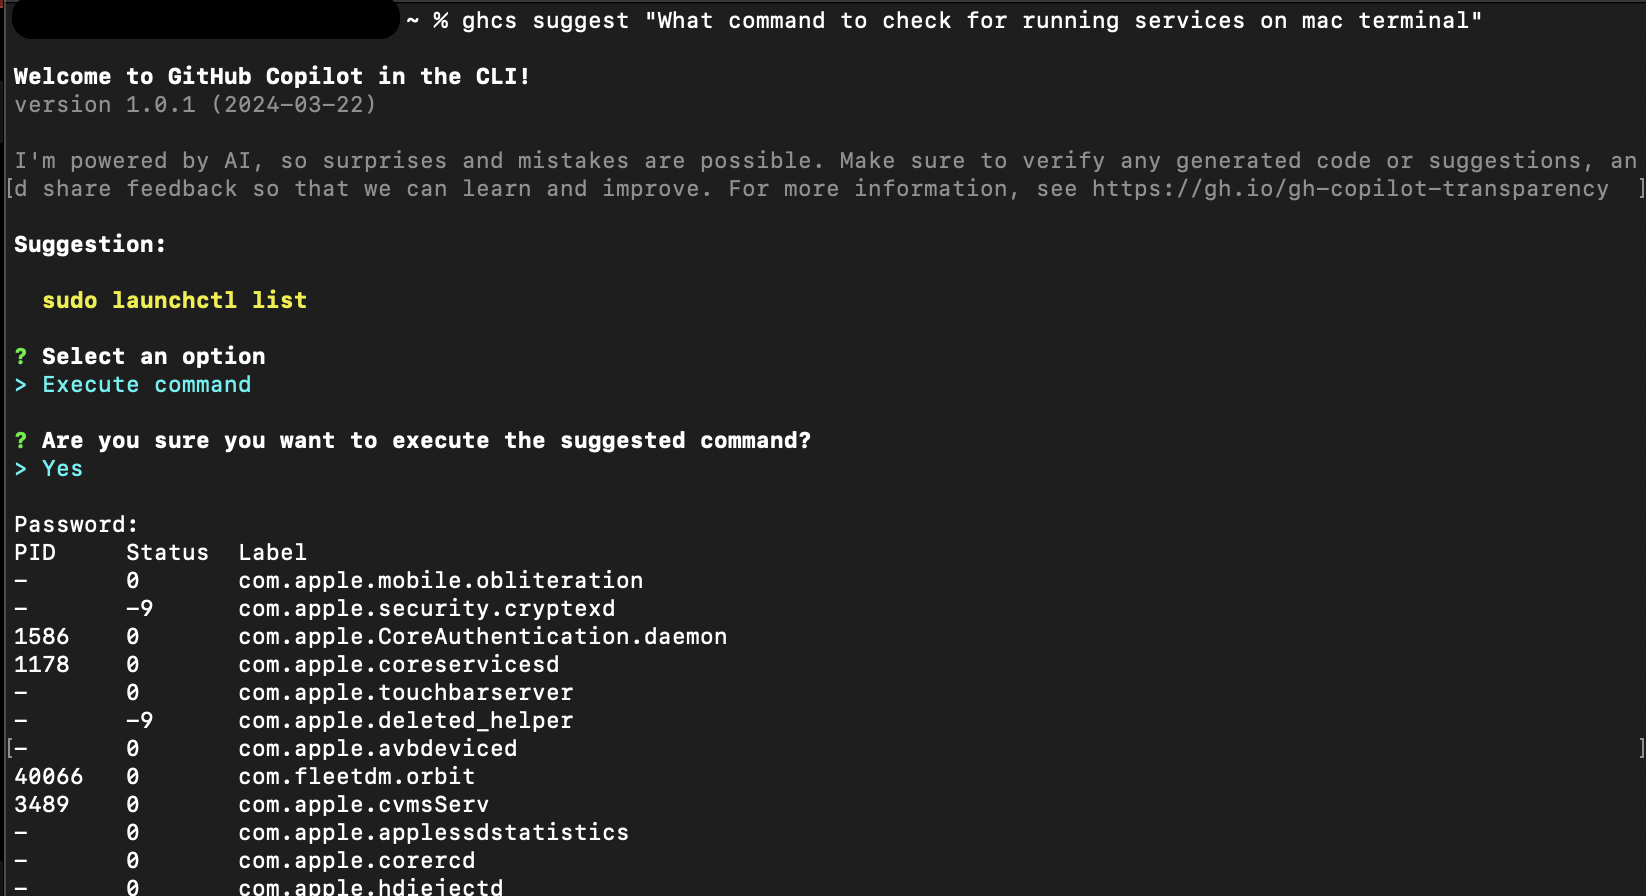 ~ % ghcs suggest "What command to check for running services on mac terminal"
Welcome to GitHub Copilot in the CLI!
version 1.0.1 (2024-03-22)
I'm powered by AI, so surprises and mistakes are possible. Make sure to verify any generated code or suggestions, an
[d share feedback so that we can learn and improve. For more information, see https://gh.io/gh-copilot-transparency ]
Suggestion:
sudo launchctl list
? Select an option
> Execute command
? Are you sure you want to execute the suggested command?
> Yes
Password:
PID Status Label
- 0 com.apple.mobile.obliteration
- -9 com.apple.security.cryptexd
1586 0 com.apple.CoreAuthentication.daemon
1178 0 com.apple.coreservicesd
- 0 com.apple.touchbarserver
- -9 com.apple.deleted_helper
[- 0 com.apple.avbdeviced ]
40066 0 com.fleetdm.orbit
3489 0 com.apple.cvmsServ
- 0 com.apple.applessdstatistics
- 0 com.apple.corercd
- 0 com.apple.hdiejectd